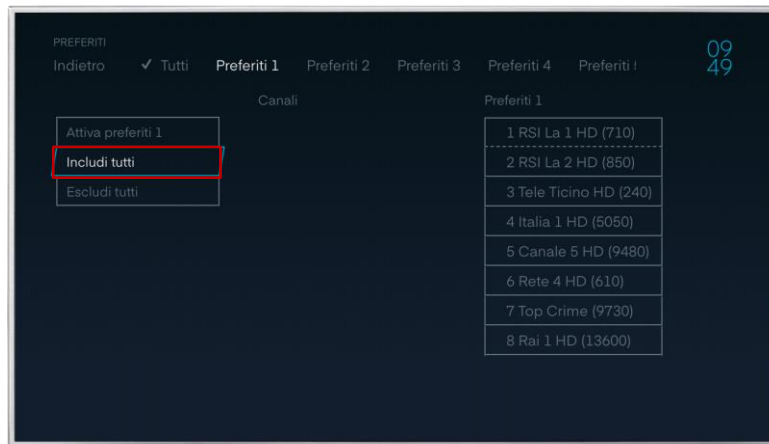 PREFERITI
Indietro ✓ Tutti Preferiti 1 Preferiti 2 Preferiti 3 Preferiti 4 Preferiti
09
49
Canali Preferiti 1
Attiva preferiti 1
Includi tutti
Escludi tutti
1 RSI La 1 HD (710)
2 RSI La 2 HD (850)
3 Tele Ticino HD (240)
4 Italia 1 HD (5050)
5 Canale 5 HD (9480)
6 Rete 4 HD (610)
7 Top Crime (9730)
8 Rai 1 HD (13600)